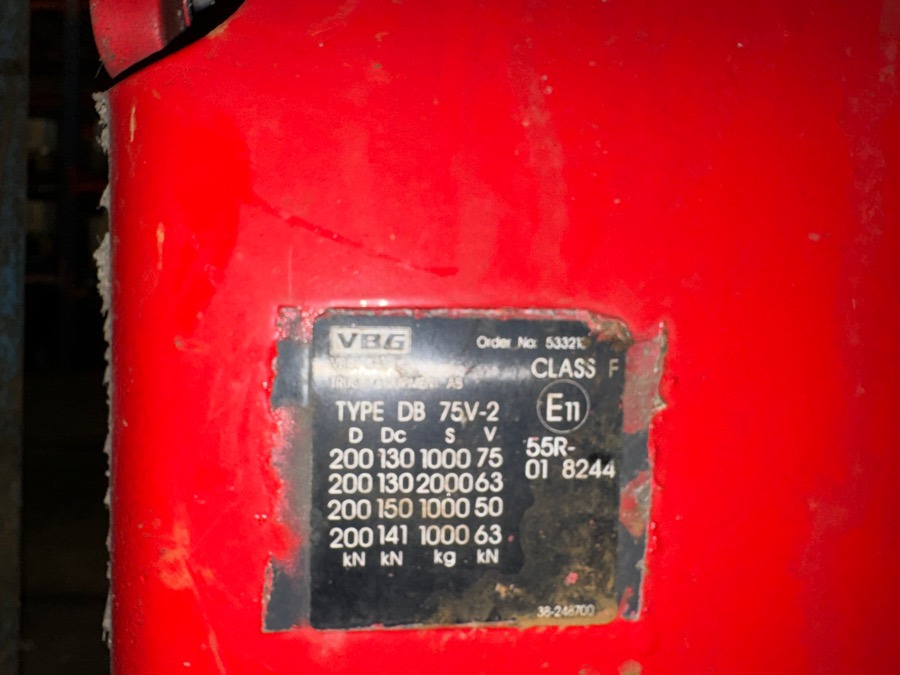 VBG
Order No: 53321
TRUCK EQUIPMENT AB
CLASS F
E11
TYPE DB 75V-2
D Dc S V
200 130 1000 75
200 130 2000 63
200 150 1000 50
200 141 1000 63
kN kN kg kN
55R-
01 8244
38-248700